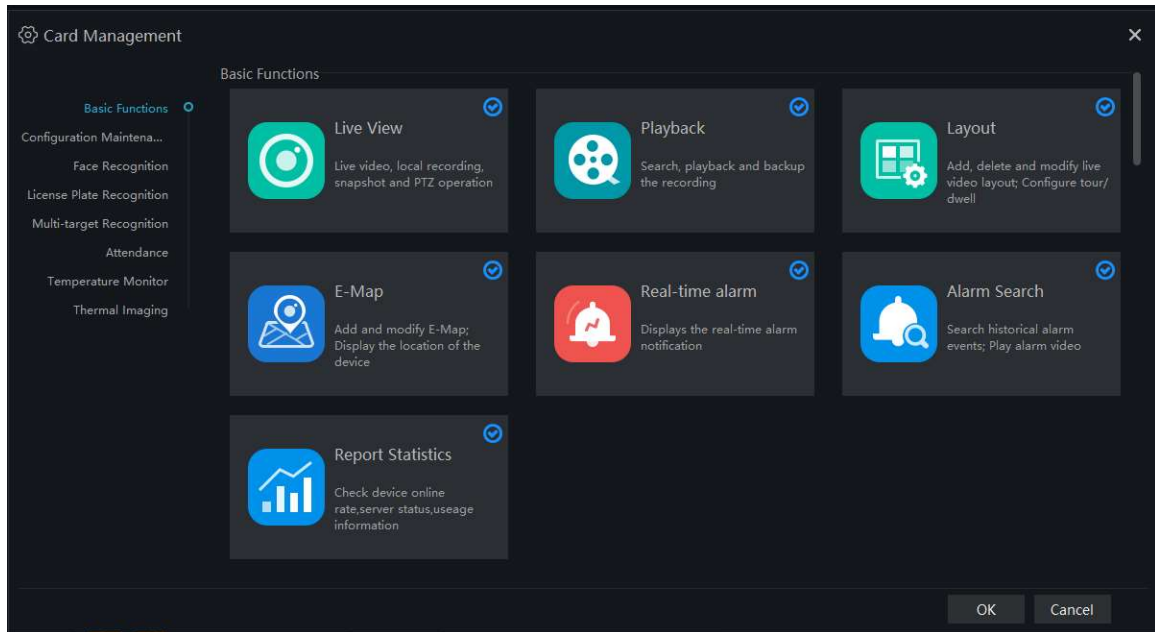 Card Management
Basic Functions
Configuration Maintena...
Face Recognition
License Plate Recognition
Multi-target Recognition
Attendance
Temperature Monitor
Thermal Imaging
Basic Functions
Live View
Live video, local recording,
snapshot and PTZ operation
Playback
Search, playback and backup
the recording
Layout
Add, delete and modify live
video layout; Configure tour/
dwell
E-Map
Add and modify E-Map;
Display the location of the
device
Real-time alarm
Displays the real-time alarm
notification
Alarm Search
Search historical alarm
events; Play alarm video
Report Statistics
Check device online
rate,server status,useage
information
OK
Cancel